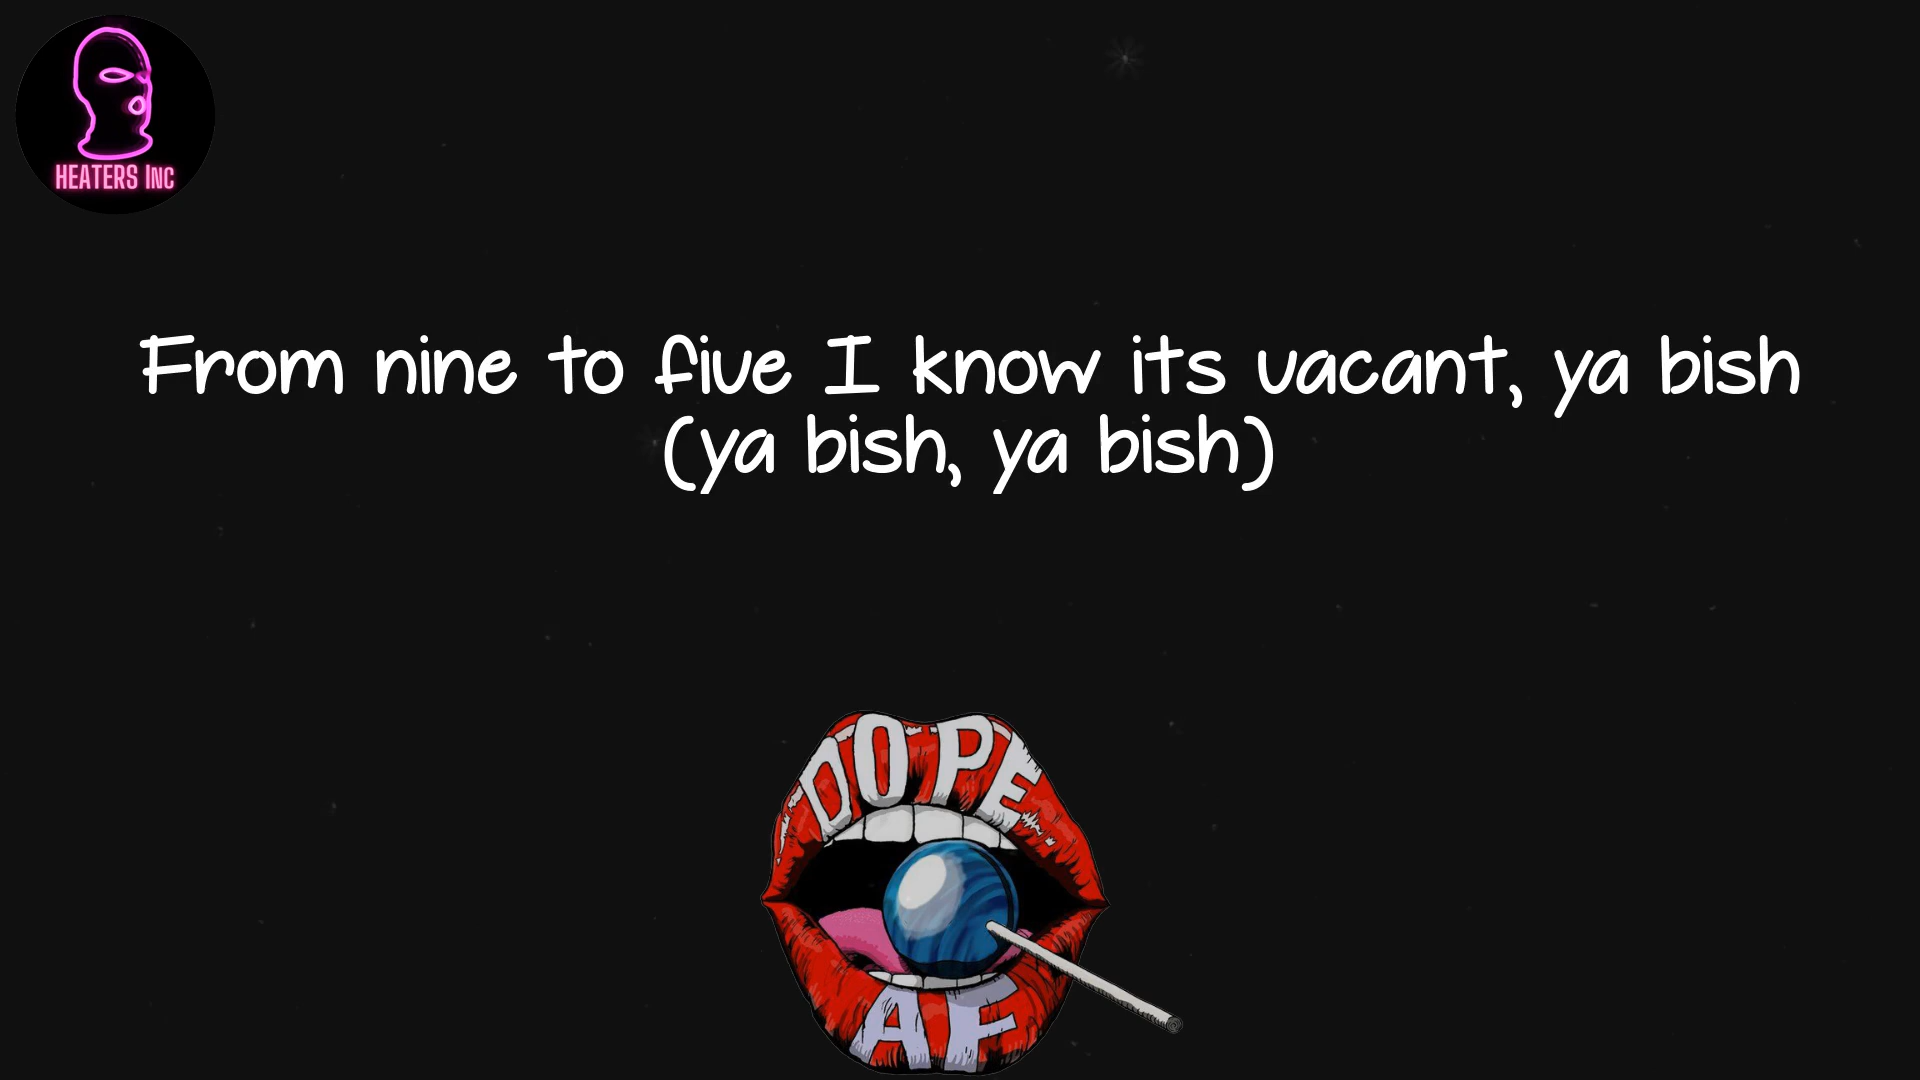 HEATERS INC
From nine to five I know its vacant, ya bish
(ya bish, ya bish)
DOPE
AF